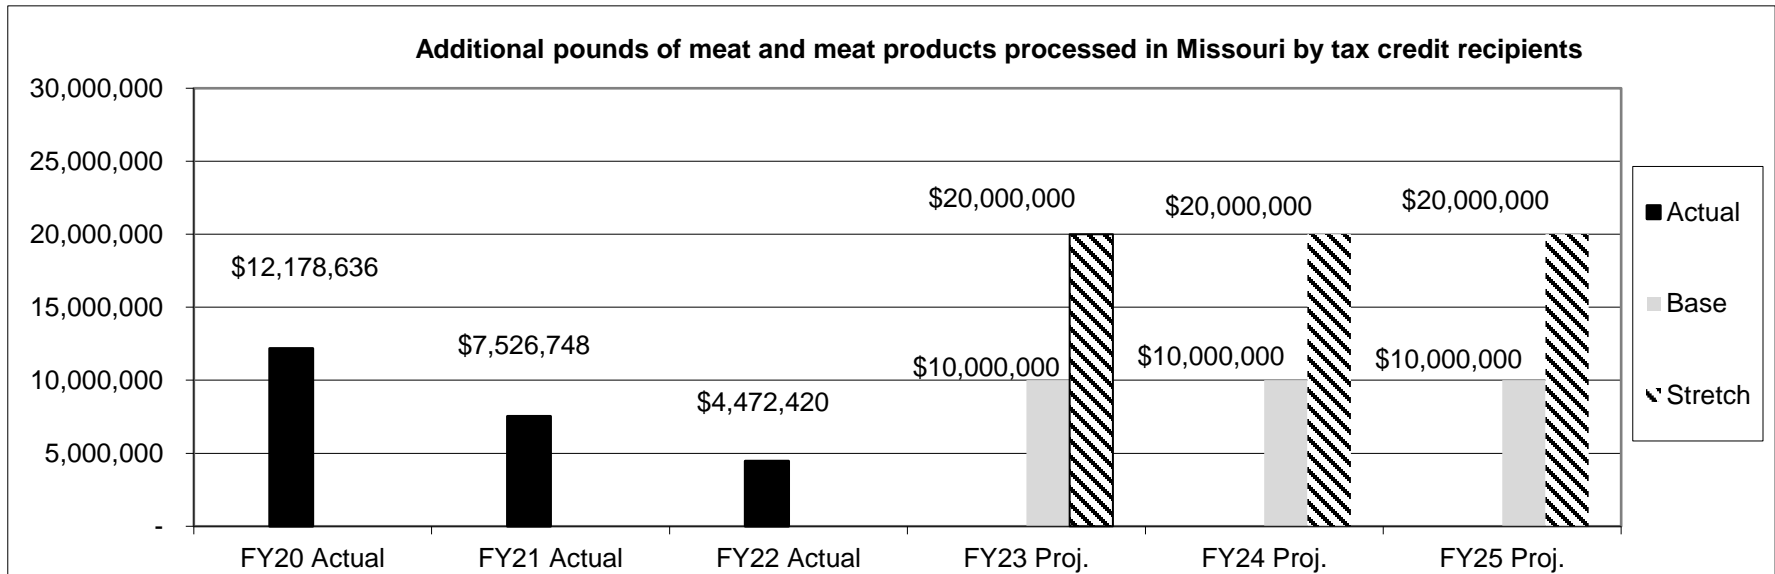 Additional pounds of meat and meat products processed in Missouri by tax credit recipients
30,000,000
25,000,000
20,000,000
15,000,000
10,000,000
5,000,000
-
$12,178,636
$7,526,748
$4,472,420
$10,000,000
$20,000,000
$10,000,000
$20,000,000
$10,000,000
$20,000,000
FY20 Actual
FY21 Actual
FY22 Actual
FY23 Proj.
FY24 Proj.
FY25 Proj.
Actual
Base
Stretch